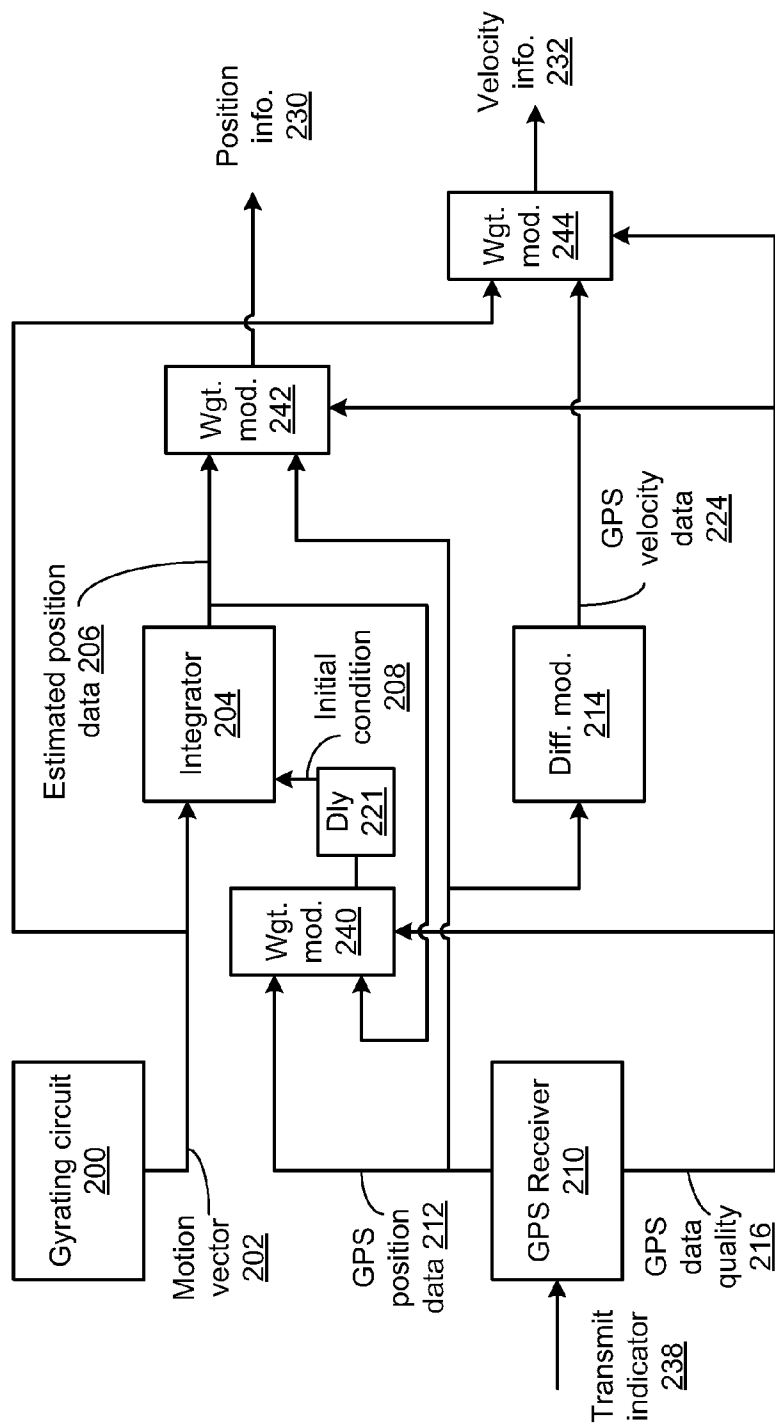 Gyrating circuit
200
Motion
vector
202
Estimated position
data 206
Integrator
204
Initial
condition
208
Dly
221
Wgt.
mod.
240
Wgt.
mod.
242
Position
info.
230
Velocity
info.
232
Wgt.
mod.
244
GPS
position
data 212
GPS Receiver
210
Transmit
indicator
238
GPS
data
quality
216
Diff. mod.
214
GPS
velocity
data
224